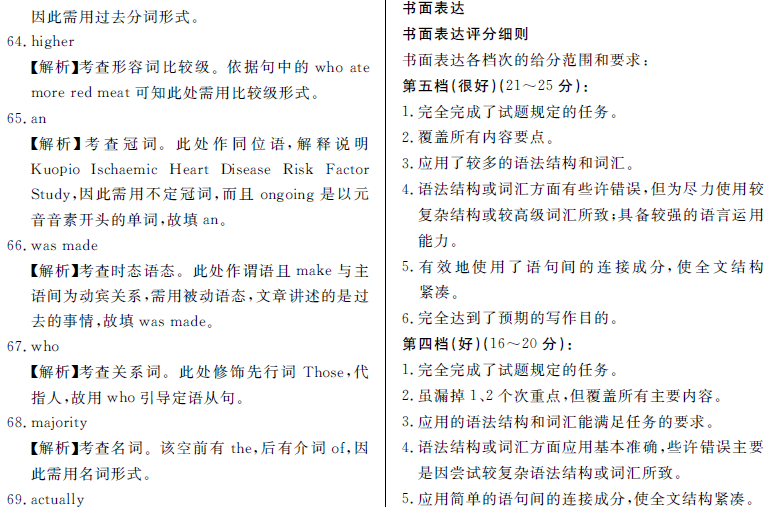 因此需用过去分词形式。
64. higher
【解析】考查形容词比较级。依据句中的 who ate
more red meat 可知此处需用比较级形式。
65. an
【解析】考查冠词。此处作同位语,解释说明
Kuopio Ischaemic Heart Disease Risk Factor
Study,因此需用不定冠词,而且 ongoing 是以元
音音素开头的单词,故填 an。
66. was made
【解析】考查时态语态。此处作谓语且 make 与主
语间为动宾关系,需用被动语态,文章讲述的是过
去的事情,故填 was made。
67. who
【解析】考查关系词。此处修饰先行词 Those,代
指人,故用 who 引导定语从句。
68. majority
【解析】考查名词。该空前有 the,后有介词 of,因
此需用名词形式。
69. actually
书面表达
书面表达评分细则
书面表达各档次的给分范围和要求:
第五档(很好)(21～25 分):
1. 完全完成了试题规定的任务。
2. 覆盖所有内容要点。
3. 应用了较多的语法结构和词汇。
4. 语法结构或词汇方面有些许错误,但为尽力使用较
复杂结构或较高级词汇所致;具备较强的语言运用
能力。
5. 有效地使用了语句间的连接成分,使全文结构
紧凑。
6. 完全达到了预期的写作目的。
第四档(好)(16～20 分):
1. 完全完成了试题规定的任务。
2. 虽漏掉 1、2 个次重点,但覆盖所有主要内容。
3. 应用的语法结构和词汇能满足任务的要求。
4. 语法结构或词汇方面应用基本准确,些许错误主要
是因尝试较复杂语法结构或词汇所致。
5. 应用简单的语句间的连接成分,使全文结构紧凑。